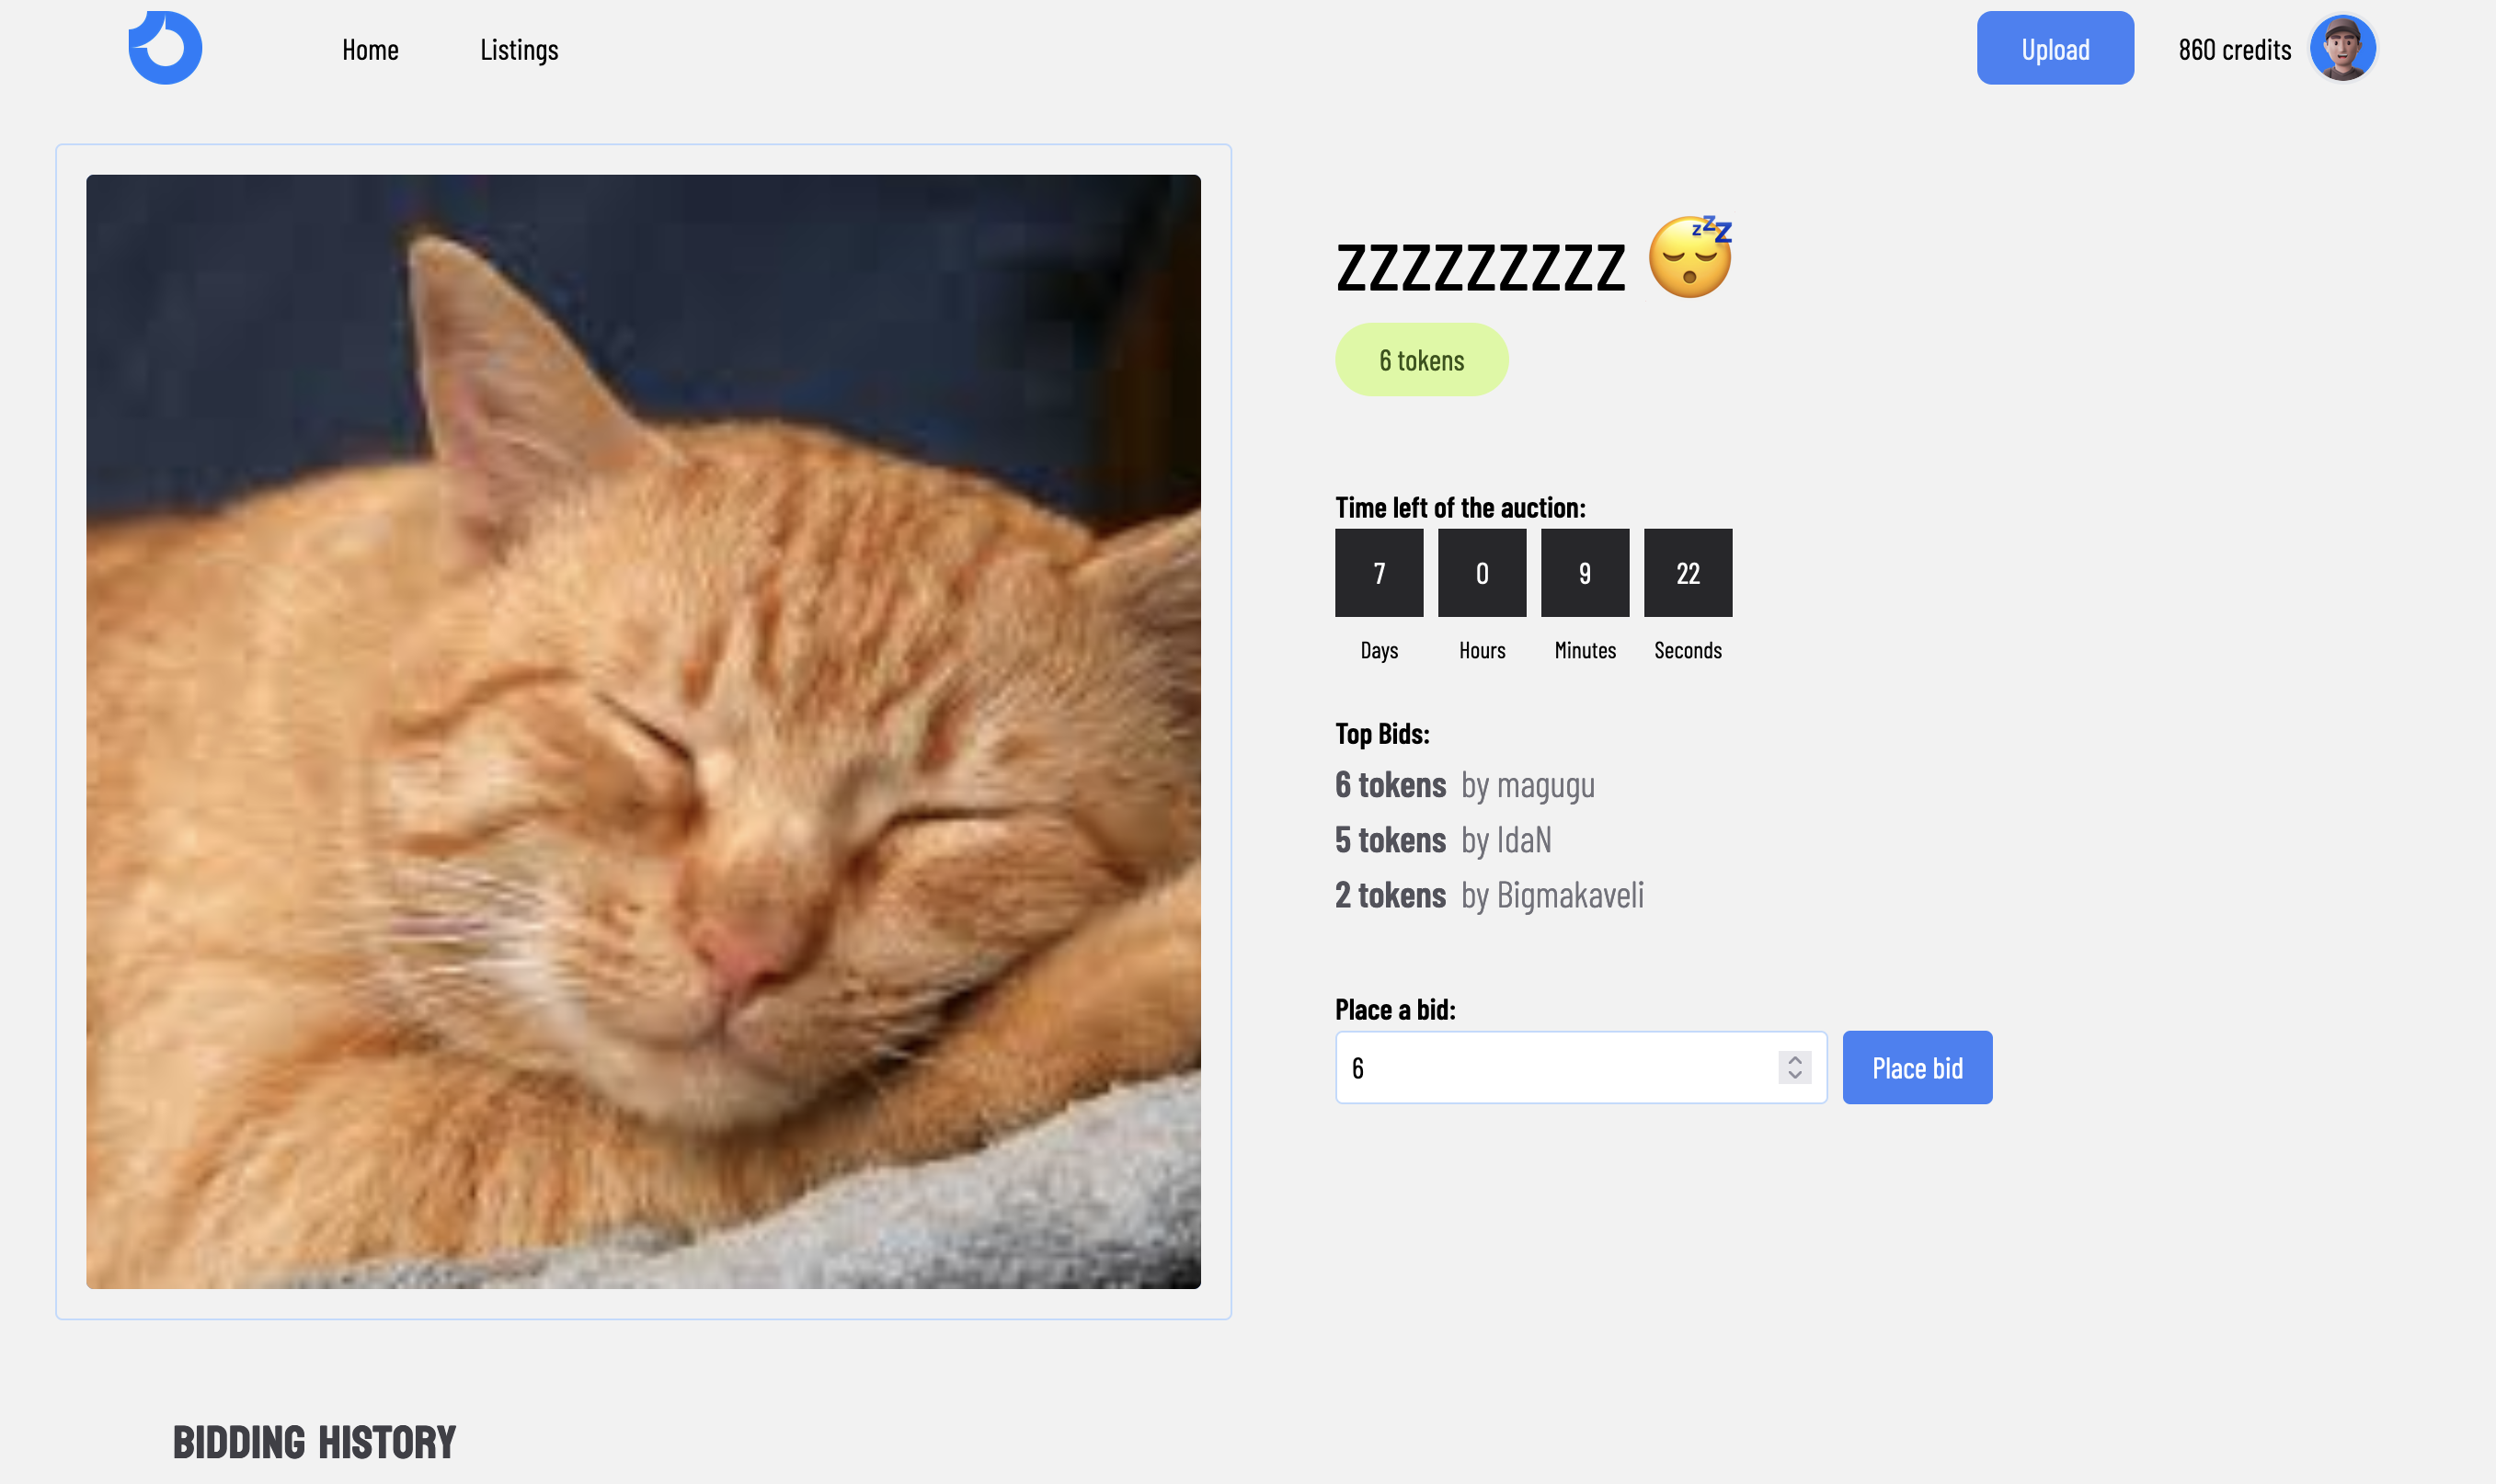 Home Listings Upload 860 credits
zzzzzzzzz 😴
6 tokens
Time left of the auction:
7 0 9 22
Days Hours Minutes Seconds
Top Bids:
6 tokens by magugu
5 tokens by IdaN
2 tokens by Bigmakaveli
Place a bid:
6 Place bid
BIDDING HISTORY